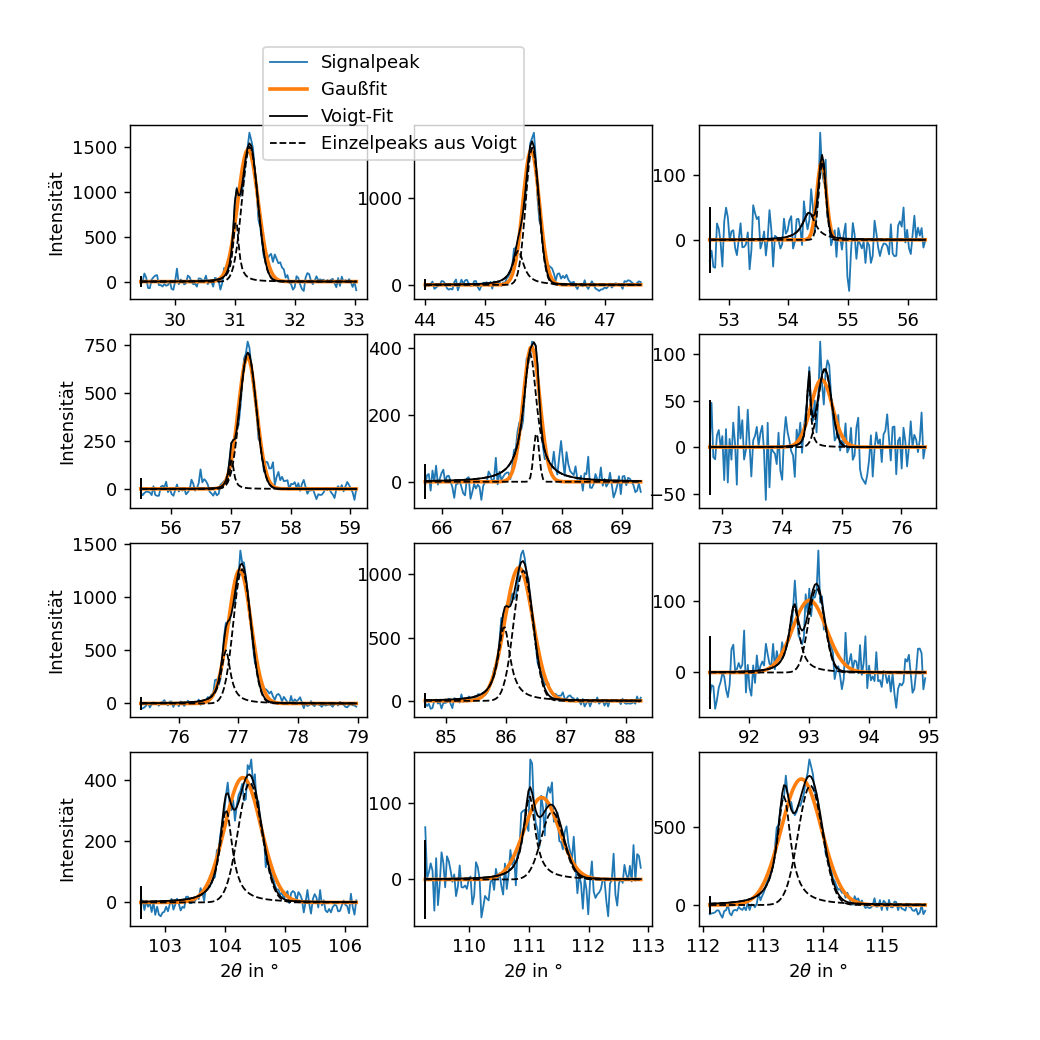 Signalpeak
Gaußfit
Voigt-Fit
Einzelpeaks aus Voigt
Intensität
1500
1000
500
0
30 31 32 33
1000
0
44 45 46 47
100
0
53 54 55 56
Intensität
750
500
250
0
56 57 58 59
400
200
0
66 67 68 69
100
50
0
−50
73 74 75 76
Intensität
1500
1000
500
0
76 77 78 79
1000
500
0
85 86 87 88
100
0
92 93 94 95
Intensität
400
200
0
103 104 105 106
2θ in °
100
0
110 111 112 113
2θ in °
500
0
112 113 114 115
2θ in °